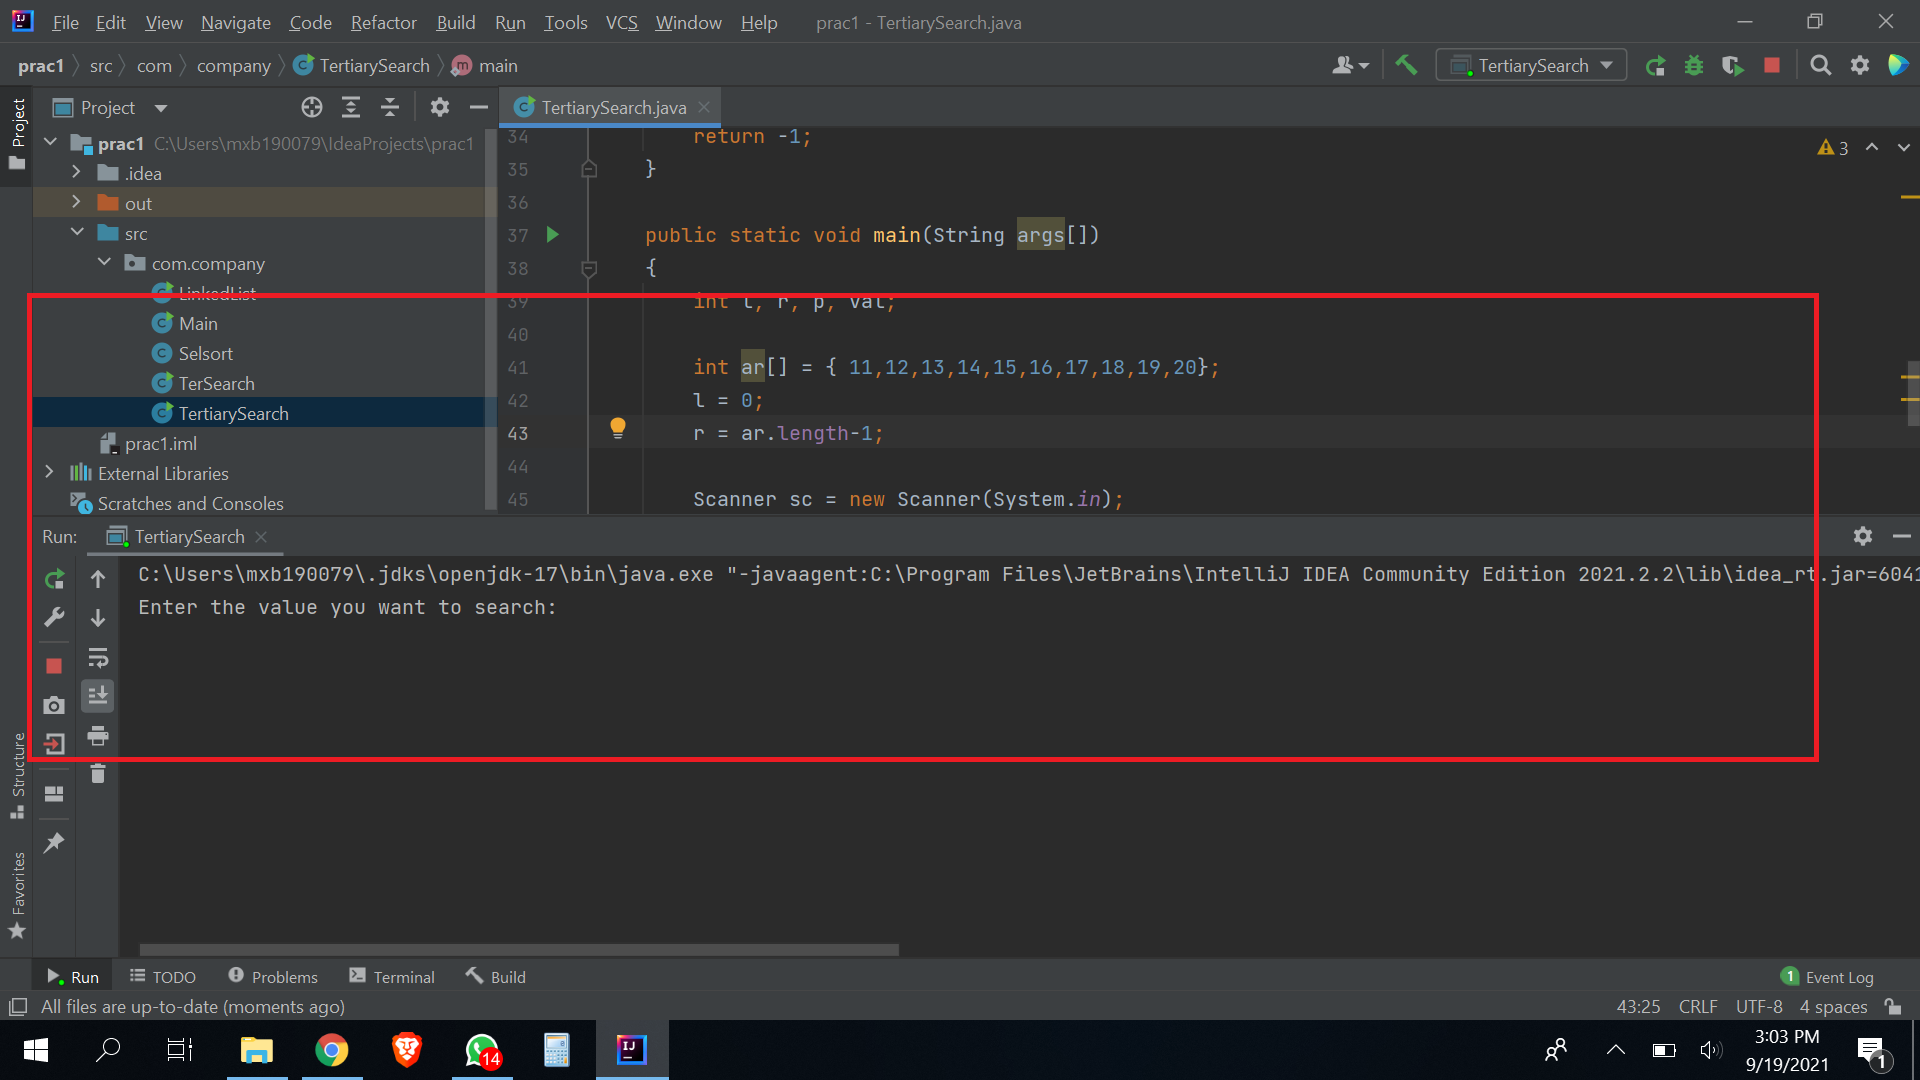 File Edit View Navigate Code Refactor Build Run Tools VCS Window Help prac1 - TertiarySearch.java
prac1 src com company TertiarySearch main TertiarySearch
Project
Project
TertiarySearch.java
prac1 C:\Users\mxb190079\IdeaProjects\prac1
.idea
out
src
com.company
LinkedList
Main
Selsort
TerSearch
TertiarySearch
prac1.iml
External Libraries
Scratches and Consoles
34 return -1;
35 }
36
37 public static void main(String args[])
38 {
39 int l, r, p, val;
40
41 int ar[] = { 11,12,13,14,15,16,17,18,19,20};
42 l = 0;
43 r = ar.length-1;
44
45 Scanner sc = new Scanner(System.in);
3
Run: TertiarySearch
C:\Users\mxb190079\.jdks\openjdk-17\bin\java.exe "-javaagent:C:\Program Files\JetBrains\IntelliJ IDEA Community Edition 2021.2.2\lib\idea_rt.jar=6041
Enter the value you want to search:
Structure
Favorites
Run TODO Problems Terminal Build 1 Event Log
All files are up-to-date (moments ago) 43:25 CRLF UTF-8 4 spaces
14
IJ
3:03 PM
9/19/2021
1